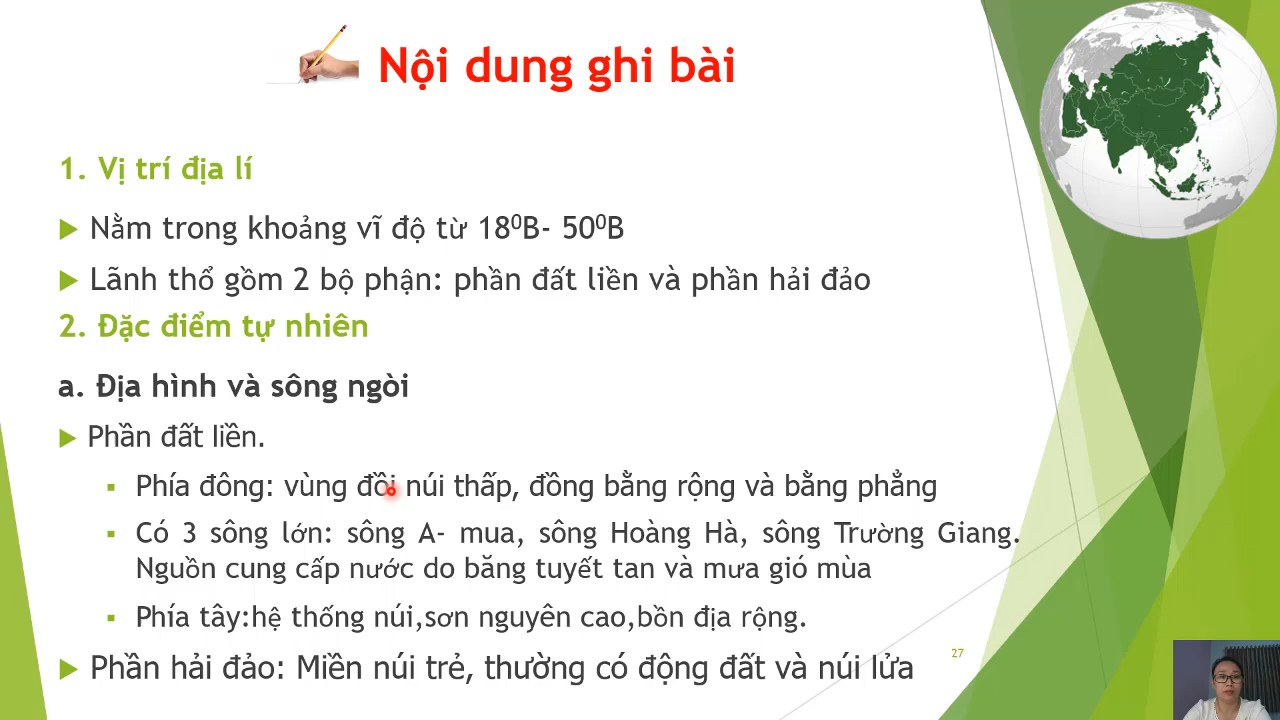 Nội dung ghi bài
1. Vị trí địa lí
Nằm trong khoảng vĩ độ từ 18⁰B- 50⁰B
Lãnh thổ gồm 2 bộ phận: phần đất liền và phần hải đảo
2. Đặc điểm tự nhiên
a. Địa hình và sông ngòi
Phần đất liền.
Phía đông: vùng đồi núi thấp, đồng bằng rộng và bằng phẳng
Có 3 sông lớn: sông A- mua, sông Hoàng Hà, sông Trường Giang.
Nguồn cung cấp nước do băng tuyết tan và mưa gió mùa
Phía tây:hệ thống núi,sơn nguyên cao,bồn địa rộng.
Phần hải đảo: Miền núi trẻ, thường có động đất và núi lửa
27